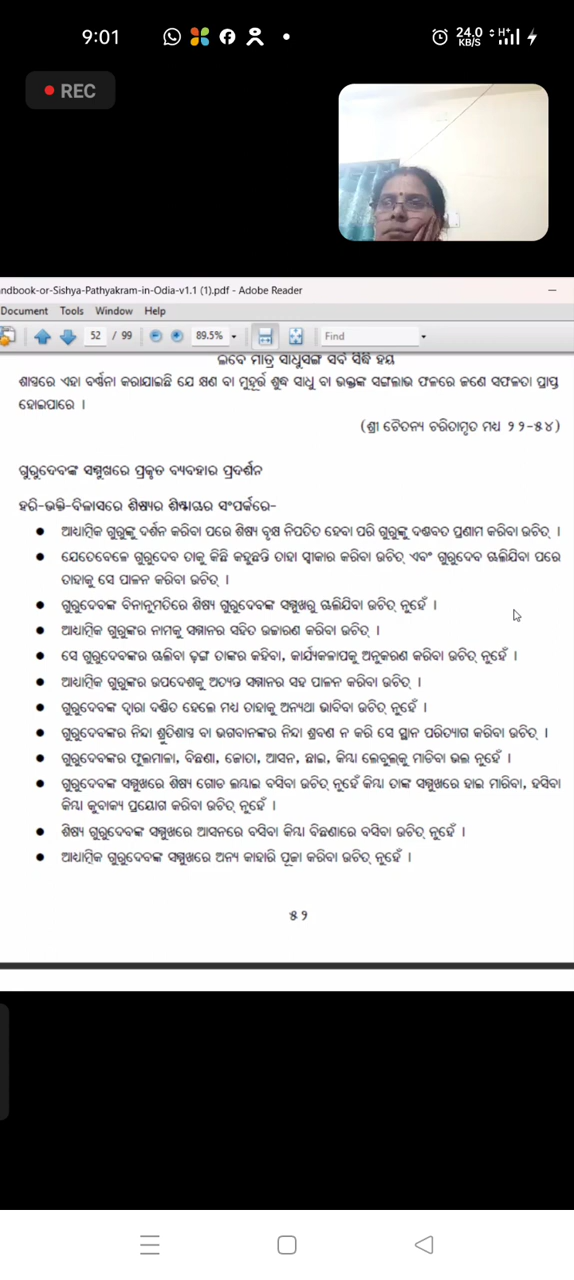 9:01
24.0
KB/S
H+
REC
ndbook-or-Sishya-Pathyakram-in-Odia-v1.1 (1).pdf - Adobe Reader
Document Tools Window Help
52 / 99 89.5% Find
ଲବେ ମାତ୍ର ସାଧୁସଙ୍ଗ ସର୍ବ ସିଦ୍ଧି ହୟ
ଶାସ୍ତ୍ରରେ ଏହା ବର୍ଣ୍ଣନା କରାଯାଇଛି ଯେ କ୍ଷଣ ବା ମୁହୂର୍ତ୍ତ ଶୁଦ୍ଧ ସାଧୁ ବା ଭକ୍ତଙ୍କ ସଙ୍ଗଲାଭ ଫଳରେ ଜଣେ ସଫଳତା ପ୍ରାପ୍ତ
ହୋଇପାରେ ।
(ଶ୍ରୀ ଚୈତନ୍ୟ ଚରିତାମୃତ ମଧ୍ୟ ୨୨-୫୪)
ଗୁରୁଦେବଙ୍କ ସମ୍ମୁଖରେ ପ୍ରକୃତ ବ୍ୟବହାର ପ୍ରଦର୍ଶନ
ହରି-ଭକ୍ତି-ବିଳାସରେ ଶିଷ୍ୟର ଶିଷ୍ଟାଚାର ସଂପର୍କରେ-
● ଆଧ୍ୟାତ୍ମିକ ଗୁରୁଙ୍କୁ ଦର୍ଶନ କରିବା ପରେ ଶିଷ୍ୟ ବୃକ୍ଷ ନିପତିତ ହେବା ପରି ଗୁରୁଙ୍କୁ ଦଣ୍ଡବତ ପ୍ରଣାମ କରିବା ଉଚିତ୍ ।
● ଯେତେବେଳେ ଗୁରୁଦେବ ତାକୁ କିଛି କହୁଛନ୍ତି ତାହା ସ୍ୱୀକାର କରିବା ଉଚିତ୍ ଏବଂ ଗୁରୁଦେବ ଚାଲିଯିବା ପରେ
ତାହାକୁ ସେ ପାଳନ କରିବା ଉଚିତ୍ ।
● ଗୁରୁଦେବଙ୍କ ବିନାନୁମତିରେ ଶିଷ୍ୟ ଗୁରୁଦେବଙ୍କ ସମ୍ମୁଖରୁ ଚାଲିଯିବା ଉଚିତ୍ ନୁହେଁ ।
● ଆଧ୍ୟାତ୍ମିକ ଗୁରୁଙ୍କର ନାମକୁ ସମ୍ମାନର ସହିତ ଉଚ୍ଚାରଣ କରିବା ଉଚିତ୍ ।
● ସେ ଗୁରୁଦେବଙ୍କର ଚାଲିବା ଢ଼ଙ୍ଗ ତାଙ୍କର କହିବା, କାର୍ଯ୍ୟକଳାପକୁ ଅନୁକରଣ କରିବା ଉଚିତ୍ ନୁହେଁ ।
● ଆଧ୍ୟାତ୍ମିକ ଗୁରୁଙ୍କର ଉପଦେଶକୁ ଅତ୍ୟନ୍ତ ସମ୍ମାନର ସହ ପାଳନ କରିବା ଉଚିତ୍ ।
● ଗୁରୁଦେବଙ୍କ ଦ୍ୱାରା ଦଣ୍ଡିତ ହେଲେ ମଧ୍ୟ ତାହାକୁ ଅନ୍ୟଥା ଭାବିବା ଉଚିତ୍ ନୁହେଁ ।
● ଗୁରୁଦେବଙ୍କର ନିନ୍ଦା ଶ୍ରୁତିଶାସ୍ତ୍ର ବା ଭଗବାନଙ୍କର ନିନ୍ଦା ଶ୍ରବଣ ନ କରି ସେ ସ୍ଥାନ ପରିତ୍ୟାଗ କରିବା ଉଚିତ୍ ।
● ଗୁରୁଦେବଙ୍କର ଫୁଲମାଳା, ବିଛଣା, ଜୋତା, ଆସନ, ଛାଇ, କିମ୍ବା ଲେବୁଲ୍‌କୁ ମାଡିବା ଭଲ ନୁହେଁ ।
● ଗୁରୁଦେବଙ୍କ ସମ୍ମୁଖରେ ଶିଷ୍ୟ ଗୋଡ ଲମ୍ଭାଇ ବସିବା ଉଚିତ୍ ନୁହେଁ କିମ୍ବା ତାଙ୍କ ସମ୍ମୁଖରେ ହାଇ ମାରିବା, ହସିବା
କିମ୍ବା କୁବାକ୍ୟ ପ୍ରୟୋଗ କରିବା ଉଚିତ୍ ନୁହେଁ ।
● ଶିଷ୍ୟ ଗୁରୁଦେବଙ୍କ ସମ୍ମୁଖରେ ଆସନରେ ବସିବା କିମ୍ବା ବିଛଣାରେ ବସିବା ଉଚିତ୍ ନୁହେଁ ।
● ଆଧ୍ୟାତ୍ମିକ ଗୁରୁଦେବଙ୍କ ସମ୍ମୁଖରେ ଅନ୍ୟ କାହାରି ପୂଜା କରିବା ଉଚିତ୍ ନୁହେଁ ।
୫୨